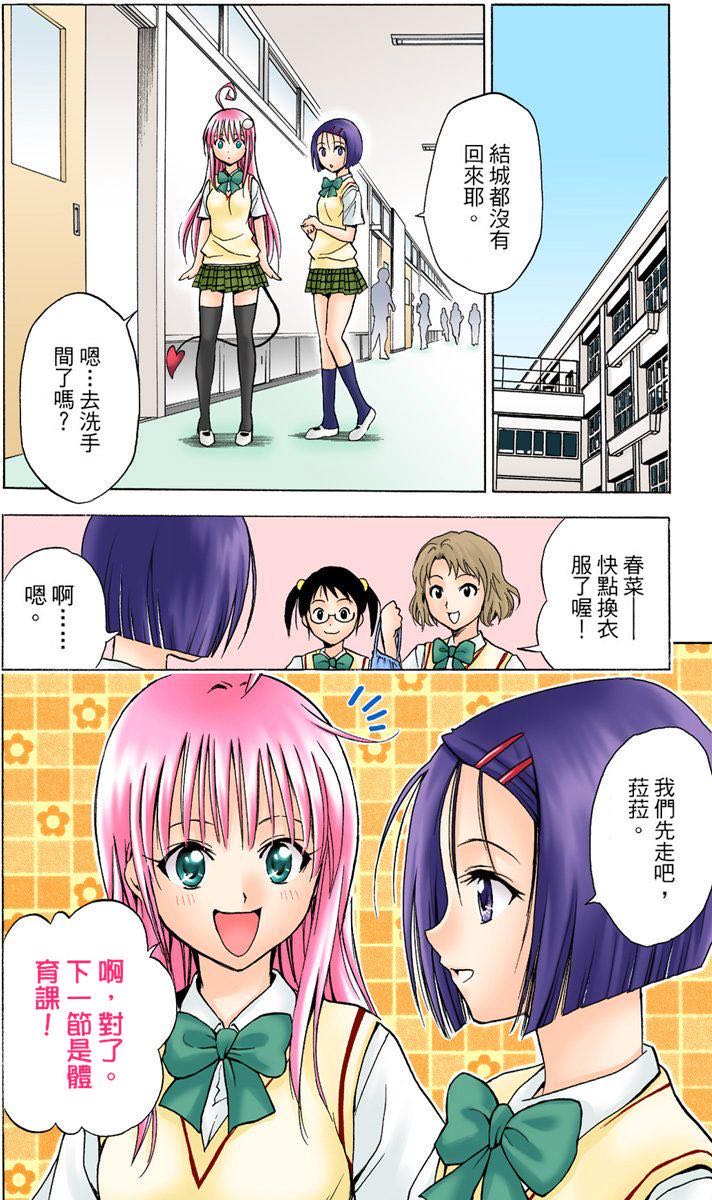 結城都沒有
回來耶。
嗯…去洗手
間了嗎？
春菜──
快點換衣
服了喔！
啊……
嗯。
我們先走吧，
菈菈。
啊，對了。
下一節是體
育課！